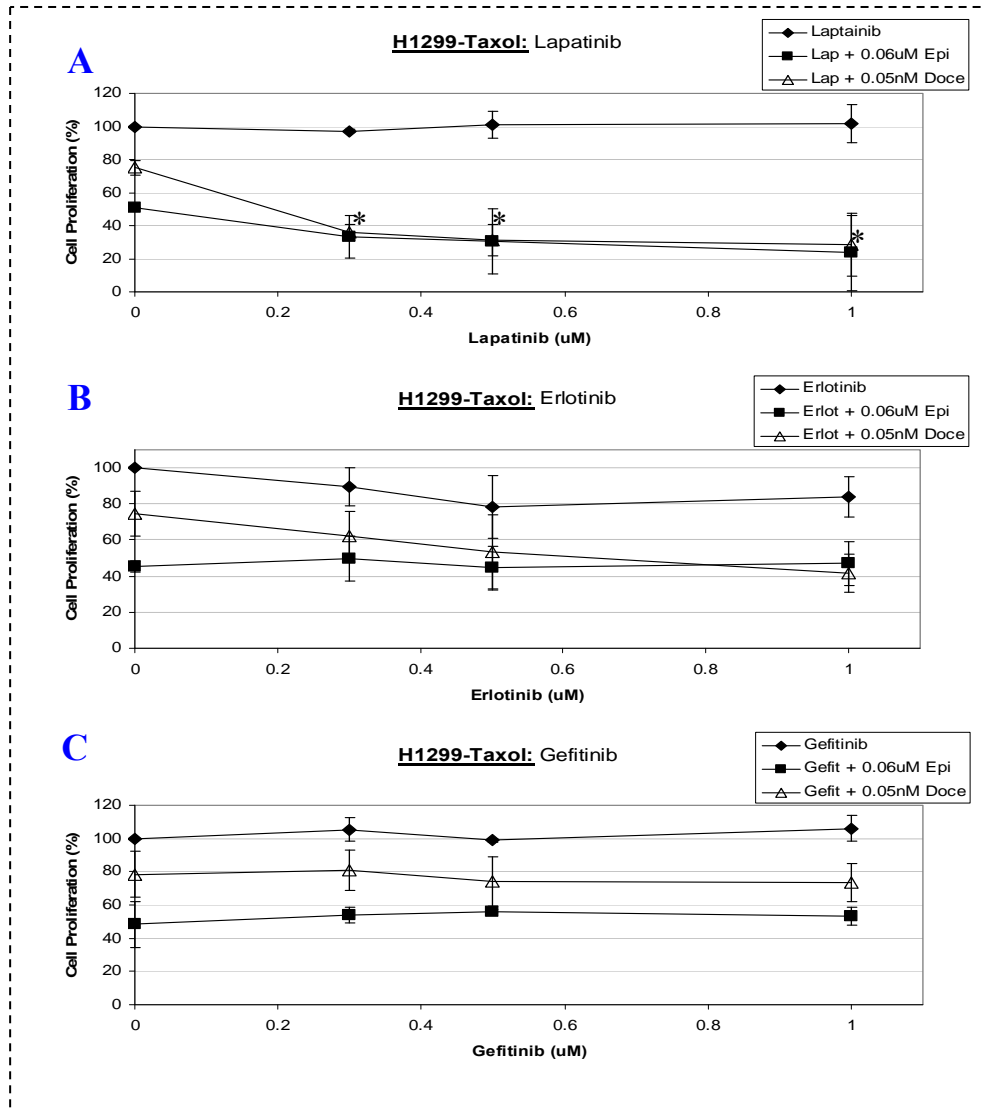 A
H1299-Taxol: Lapatinib
Laptainib
Lap + 0.06uM Epi
Lap + 0.05nM Doce
Cell Proliferation (%)
120
100
80
60
40
20
0
* * *
0 0.2 0.4 0.6 0.8 1
Lapatinib (uM)
B
H1299-Taxol: Erlotinib
Erlotinib
Erlot + 0.06uM Epi
Erlot + 0.05nM Doce
Cell Proliferation (%)
100
80
60
40
20
0
0 0.2 0.4 0.6 0.8 1
Erlotinib (uM)
C
H1299-Taxol: Gefitinib
Gefitinib
Gefit + 0.06uM Epi
Gefit + 0.05nM Doce
Cell Proliferation (%)
120
100
80
60
40
20
0
0 0.2 0.4 0.6 0.8 1
Gefitinib (uM)